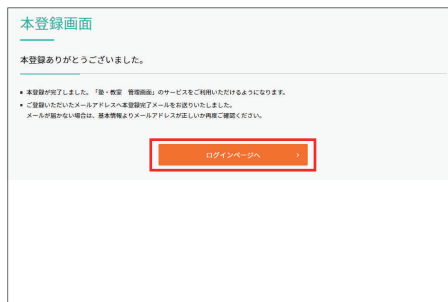 本登録画面
本登録ありがとうございました。
本登録が完了しました。「塾・教室　管理画面」のサービスをご利用いただけるようになります。
ご登録いただいたメールアドレスへ本登録完了メールをお送りいたしました。
メールが届かない場合は、基本情報よりメールアドレスが正しいか再度ご確認ください。
ログインページへ